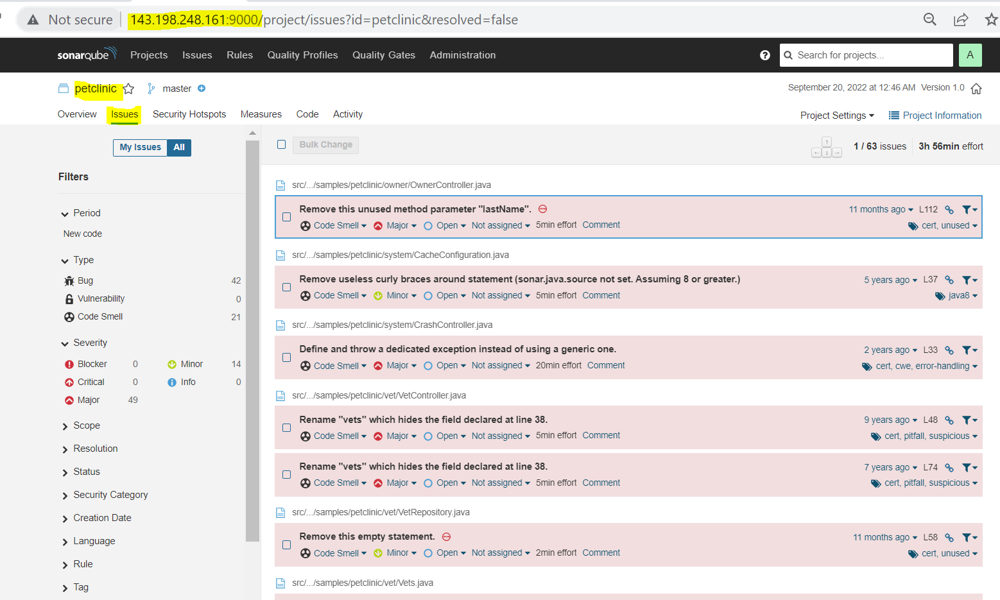 Not secure 143.198.248.161:9000/project/issues?id=petclinic&resolved=false
sonarqube Projects Issues Rules Quality Profiles Quality Gates Administration ? Search for projects... A
petclinic master September 20, 2022 at 12:46 AM Version 1.0
Overview Issues Security Hotspots Measures Code Activity Project Settings Project Information
My Issues All
Bulk Change 1 / 63 issues 3h 56min effort
Filters
Period
New code
Type
Bug 42
Vulnerability 0
Code Smell 21
Severity
Blocker 0 Minor 14
Critical 0 Info 0
Major 49
Scope
Resolution
Status
Security Category
Creation Date
Language
Rule
Tag
src/.../samples/petclinic/owner/OwnerController.java
Remove this unused method parameter "lastName". 11 months ago L112
Code Smell Major Open Not assigned 5min effort Comment cert, unused
src/.../samples/petclinic/system/CacheConfiguration.java
Remove useless curly braces around statement (sonar.java.source not set. Assuming 8 or greater.) 5 years ago L37
Code Smell Minor Open Not assigned 5min effort Comment java8
src/.../samples/petclinic/system/CrashController.java
Define and throw a dedicated exception instead of using a generic one. 2 years ago L33
Code Smell Major Open Not assigned 20min effort Comment cert, cwe, error-handling
src/.../samples/petclinic/vet/VetController.java
Rename "vets" which hides the field declared at line 38. 9 years ago L48
Code Smell Major Open Not assigned 5min effort Comment cert, pitfall, suspicious
Rename "vets" which hides the field declared at line 38. 7 years ago L74
Code Smell Major Open Not assigned 5min effort Comment cert, pitfall, suspicious
src/.../samples/petclinic/vet/VetRepository.java
Remove this empty statement. 11 months ago L58
Code Smell Minor Open Not assigned 2min effort Comment cert, unused
src/.../samples/petclinic/vet/Vets.java